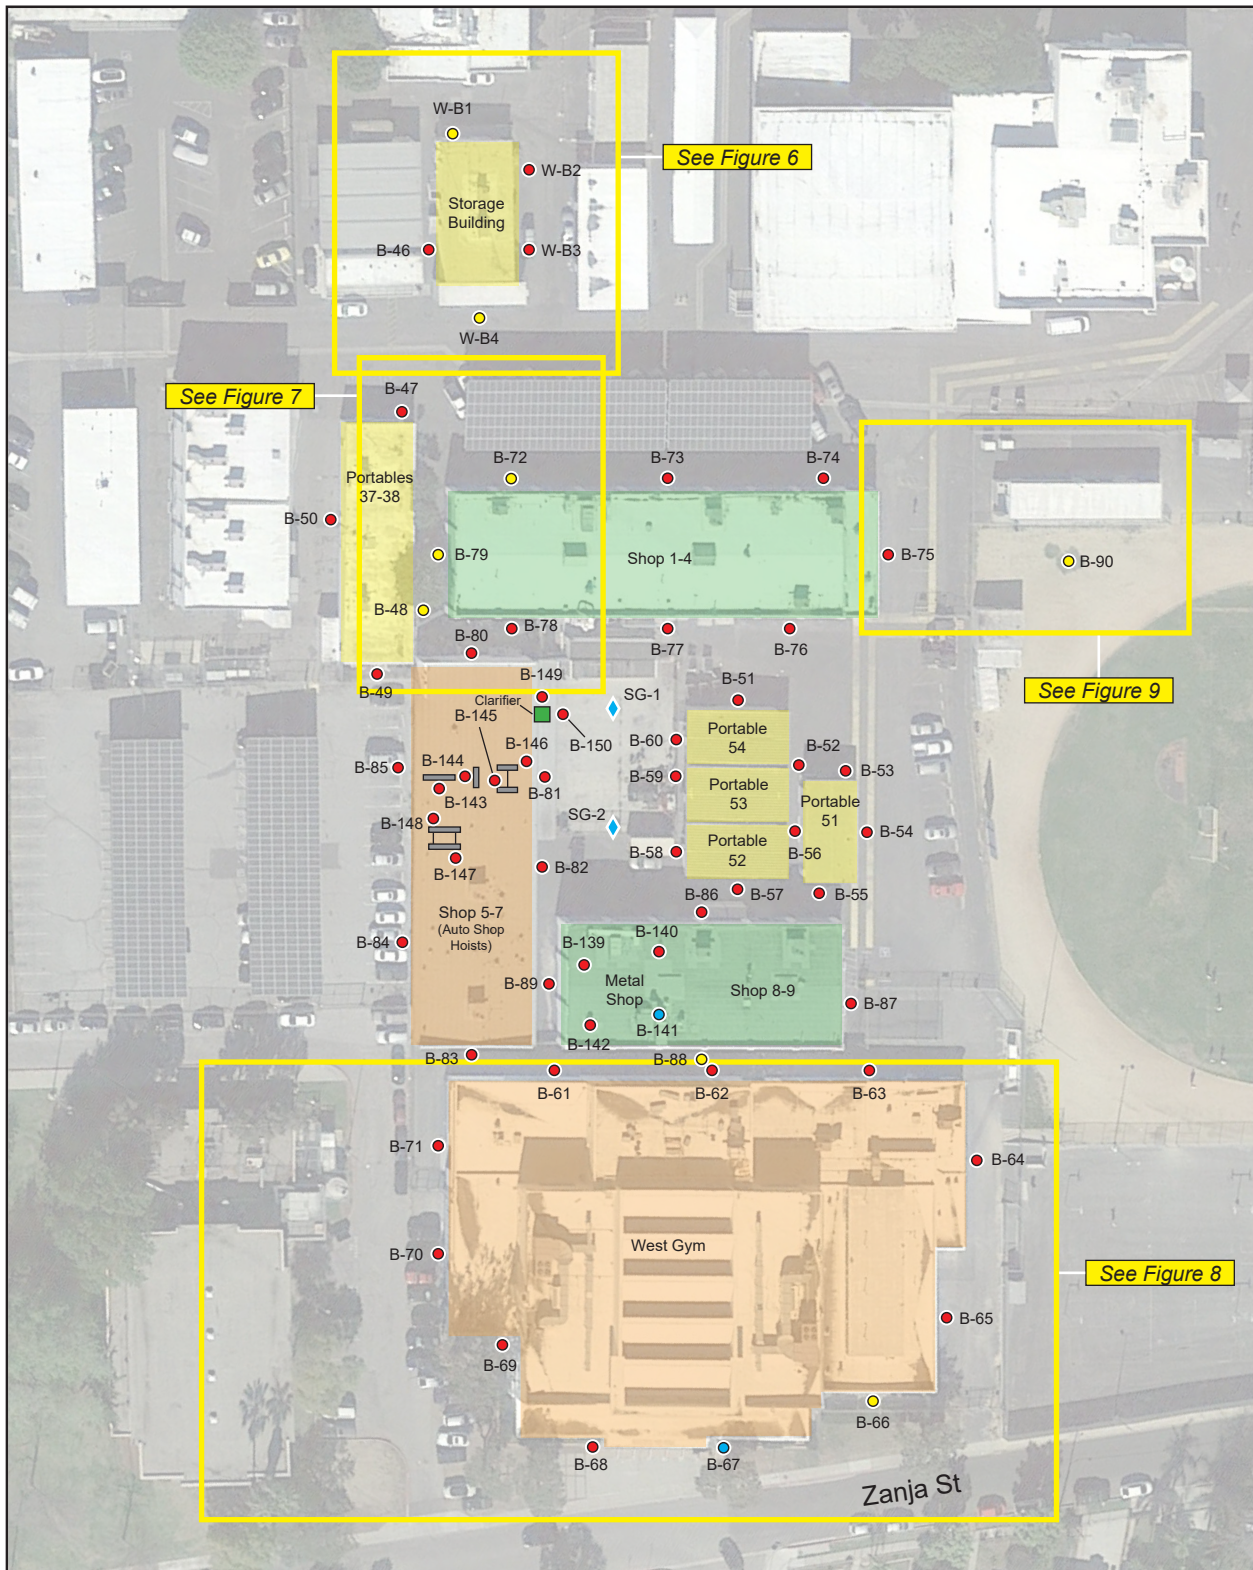 W-B1
See Figure 6
W-B2
Storage
Building
B-46
W-B3
W-B4
See Figure 7
B-47
B-72
B-73
B-74
Portables
37-38
B-50
B-79
Shop 1-4
B-75
B-90
B-48
B-80
B-78
B-77
B-76
B-49
B-149
SG-1
B-51
See Figure 9
Clarifier
B-145
B-150
B-60
Portable
54
B-146
B-52
B-53
B-85
B-144
B-143
B-81
B-59
Portable
53
Portable
51
B-148
SG-2
B-56
B-54
B-147
B-82
B-58
Portable
52
B-86
B-57
B-55
Shop 5-7
(Auto Shop
Hoists)
B-84
B-139
B-140
B-89
Metal
Shop
Shop 8-9
B-87
B-141
B-142
B-83
B-88
B-61
B-62
B-63
B-71
B-64
West Gym
B-70
See Figure 8
B-65
B-69
B-66
B-68
B-67
Zanja St